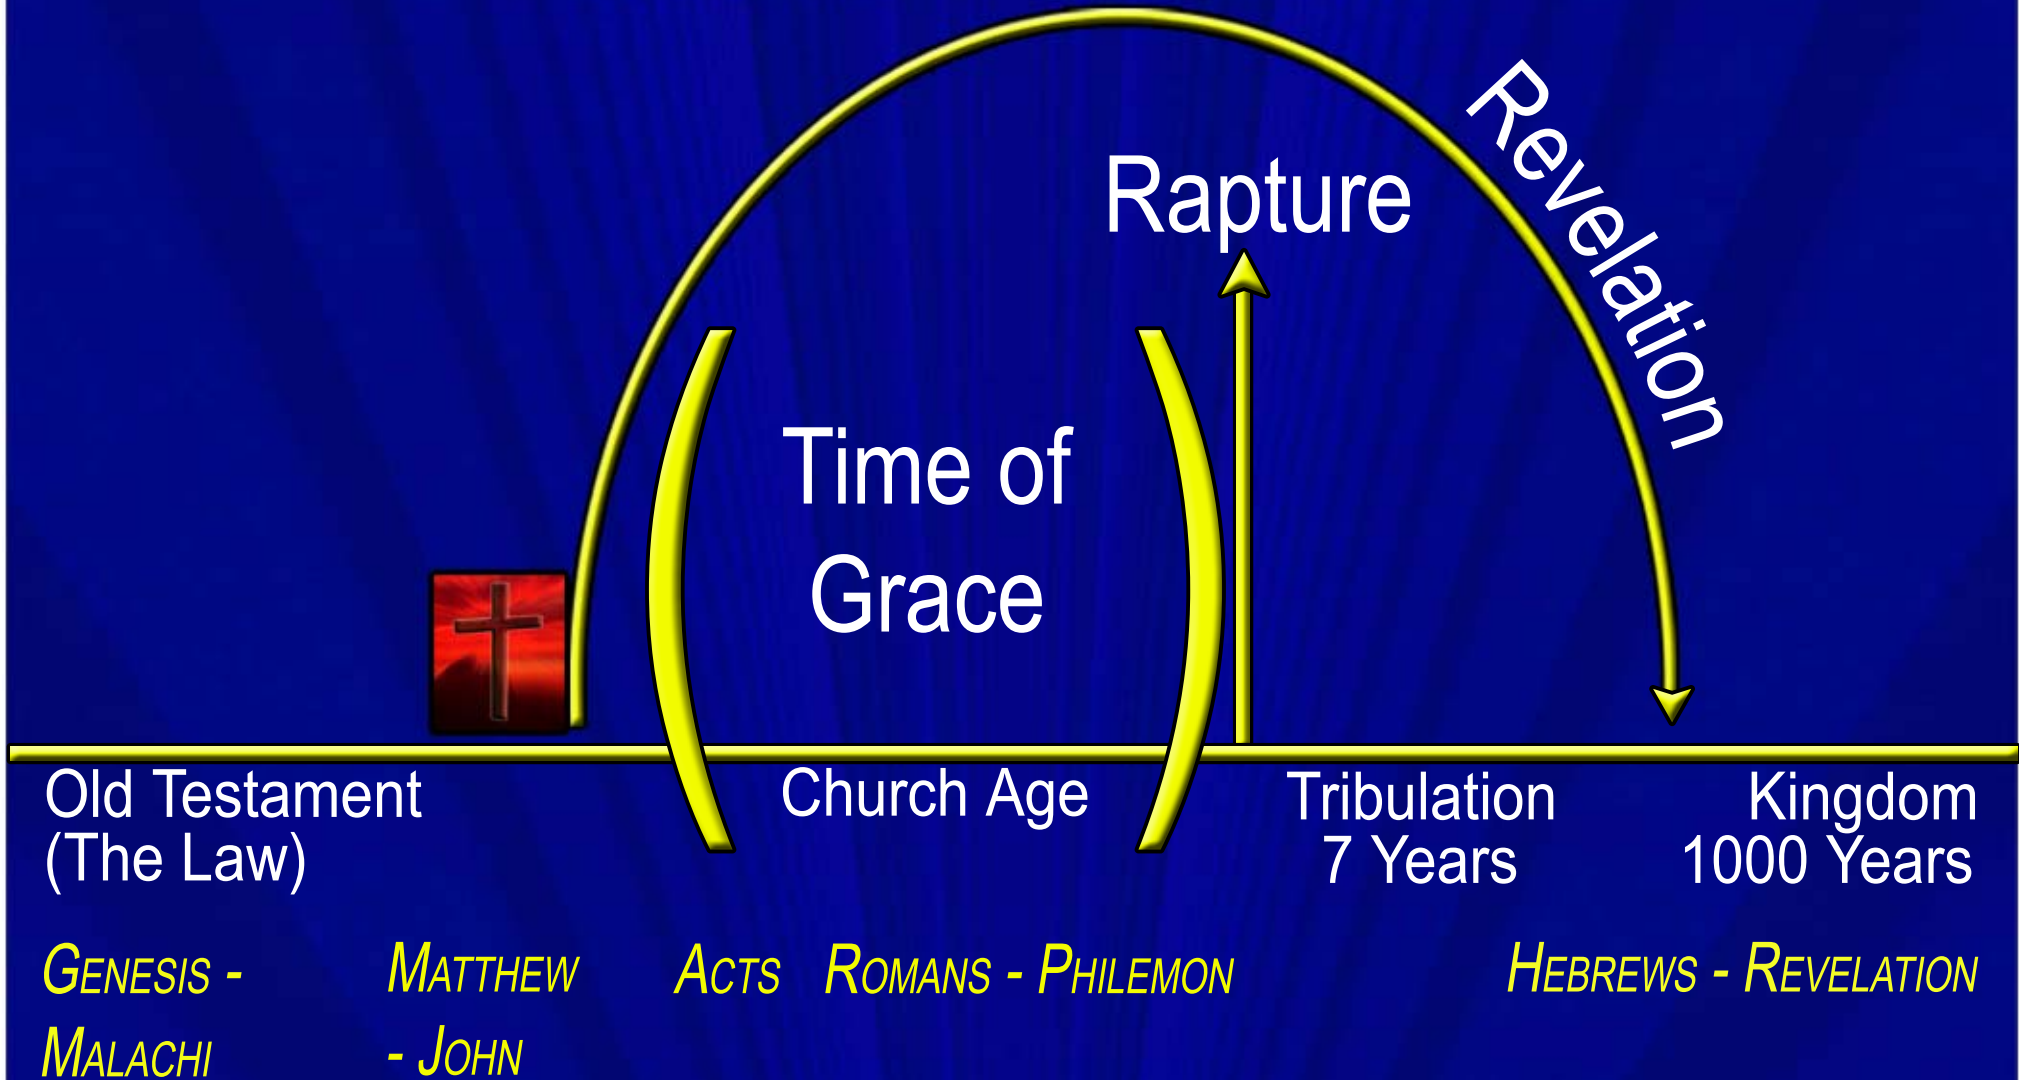 Revelation
Rapture
Time of
Grace
Old Testament
(The Law)
Church Age
Tribulation
7 Years
Kingdom
1000 Years
GENESIS -
MALACHI
MATTHEW
- JOHN
ACTS
ROMANS - PHILEMON
HEBREWS - REVELATION